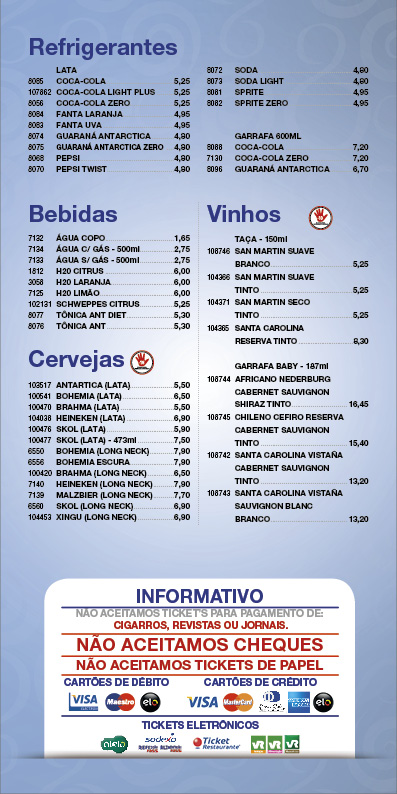 Refrigerantes
LATA
8085 COCA-COLA 5,25
107862 COCA-COLA LIGHT PLUS 5,25
8056 COCA-COLA ZERO 5,25
8084 FANTA LARANJA 4,95
8083 FANTA UVA 4,95
8074 GUARANÁ ANTARCTICA 4,80
8075 GUARANÁ ANTARCTICA ZERO 4,80
8068 PEPSI 4,80
8070 PEPSI TWIST 4,80
8072 SODA 4,80
8073 SODA LIGHT 4,80
8081 SPRITE 4,95
8082 SPRITE ZERO 4,95
GARRAFA 600ML
8088 COCA-COLA 7,20
7130 COCA-COLA ZERO 7,20
8096 GUARANÁ ANTARCTICA 6,70
Bebidas
7132 ÁGUA COPO 1,65
7134 ÁGUA C/ GÁS - 500ml 2,75
7133 ÁGUA S/ GÁS - 500ml 2,75
1812 H20 CITRUS 6,00
3058 H20 LARANJA 6,00
7125 H20 LIMÃO 6,00
102131 SCHWEPPES CITRUS 5,25
8077 TÔNICA ANT DIET 5,30
8076 TÔNICA ANT 5,30
Cervejas
103517 ANTARTICA (LATA) 5,50
100541 BOHEMIA (LATA) 6,50
100470 BRAHMA (LATA) 5,50
104038 HEINEKEN (LATA) 6,90
100476 SKOL (LATA) 5,90
100477 SKOL (LATA) - 473ml 7,50
6550 BOHEMIA (LONG NECK) 7,90
6556 BOHEMIA ESCURA 7,90
100420 BRAHMA (LONG NECK) 6,50
7140 HEINEKEN (LONG NECK) 7,90
7139 MALZBIER (LONG NECK) 7,70
6560 SKOL (LONG NECK) 6,90
104453 XINGU (LONG NECK) 6,90
Vinhos
TAÇA - 150ml
108746 SAN MARTIN SUAVE
BRANCO 5,25
104366 SAN MARTIN SUAVE
TINTO 5,25
104371 SAN MARTIN SECO
TINTO 5,25
104365 SANTA CAROLINA
RESERVA TINTO 8,30
GARRAFA BABY - 187ml
108744 AFRICANO NEDERBURG
CABERNET SAUVIGNON
SHIRAZ TINTO 16,45
108745 CHILENO CEFIRO RESERVA
CABERNET SAUVIGNON
TINTO 15,40
108742 SANTA CAROLINA VISTAÑA
CABERNET SAUVIGNON
TINTO 13,20
108743 SANTA CAROLINA VISTAÑA
SAUVIGNON BLANC
BRANCO 13,20
INFORMATIVO
NÃO ACEITAMOS TICKET'S PARA PAGAMENTO DE:
CIGARROS, REVISTAS OU JORNAIS.
NÃO ACEITAMOS CHEQUES
NÃO ACEITAMOS TICKETS DE PAPEL
CARTÕES DE DÉBITO CARTÕES DE CRÉDITO
VISA Maestro elo VISA MasterCard elo
TICKETS ELETRÔNICOS
alelo sodexo Ticket Restaurante VR VR VR